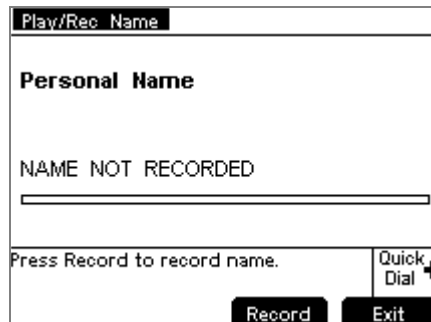 Play/Rec Name
Personal Name
NAME NOT RECORDED
Press Record to record name.
Quick
Dial
Record
Exit